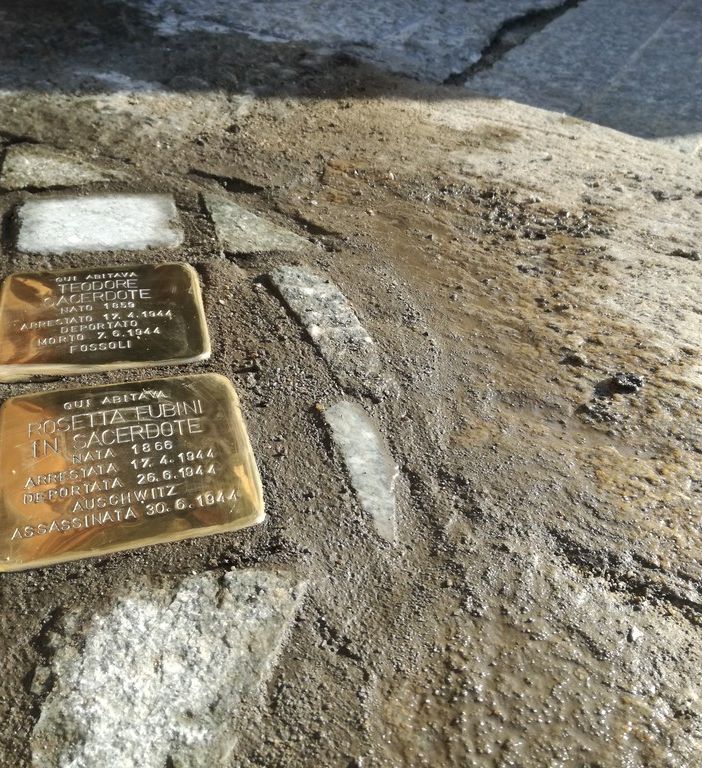 QUI ABITAVA
TEODORE
SACERDOTE
NATO 1859
ARRESTATO 17.4.1944
DEPORTATO
MORTO 7.6.1944
FOSSOLI
QUI ABITAVA
ROSETTA FUBINI
IN SACERDOTE
NATA 1866
ARRESTATA 17.4.1944
DEPORTATA 26.6.1944
AUSCHWITZ
ASSASSINATA 30.6.1944